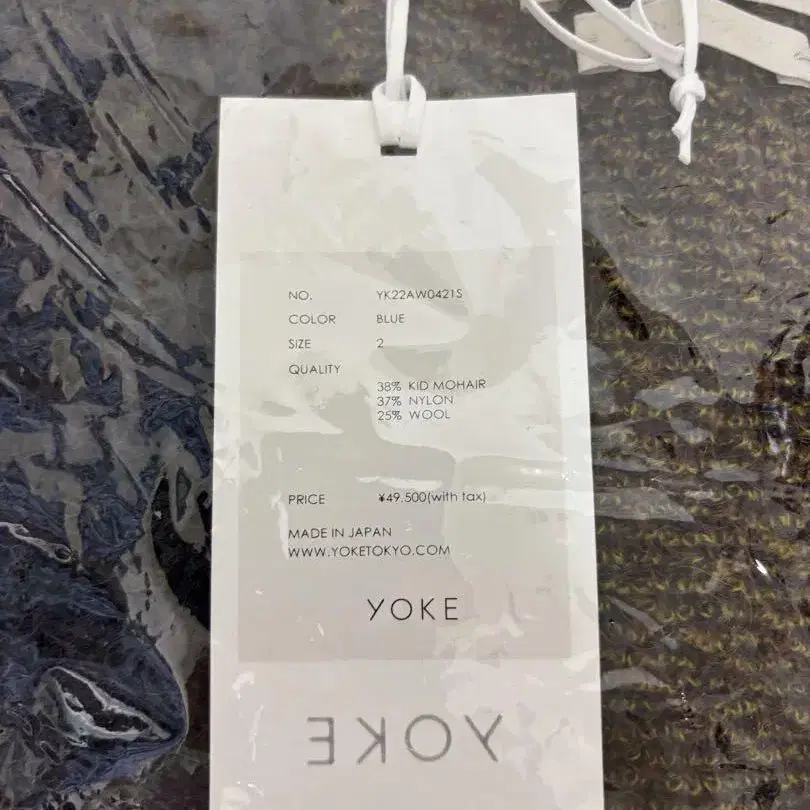 NO. YK22AW0421S
COLOR BLUE
SIZE 2
QUALITY
38% KID MOHAIR
37% NYLON
25% WOOL
PRICE ¥49.500(with tax)
MADE IN JAPAN
WWW.YOKETOKYO.COM
YOKE
YOKE